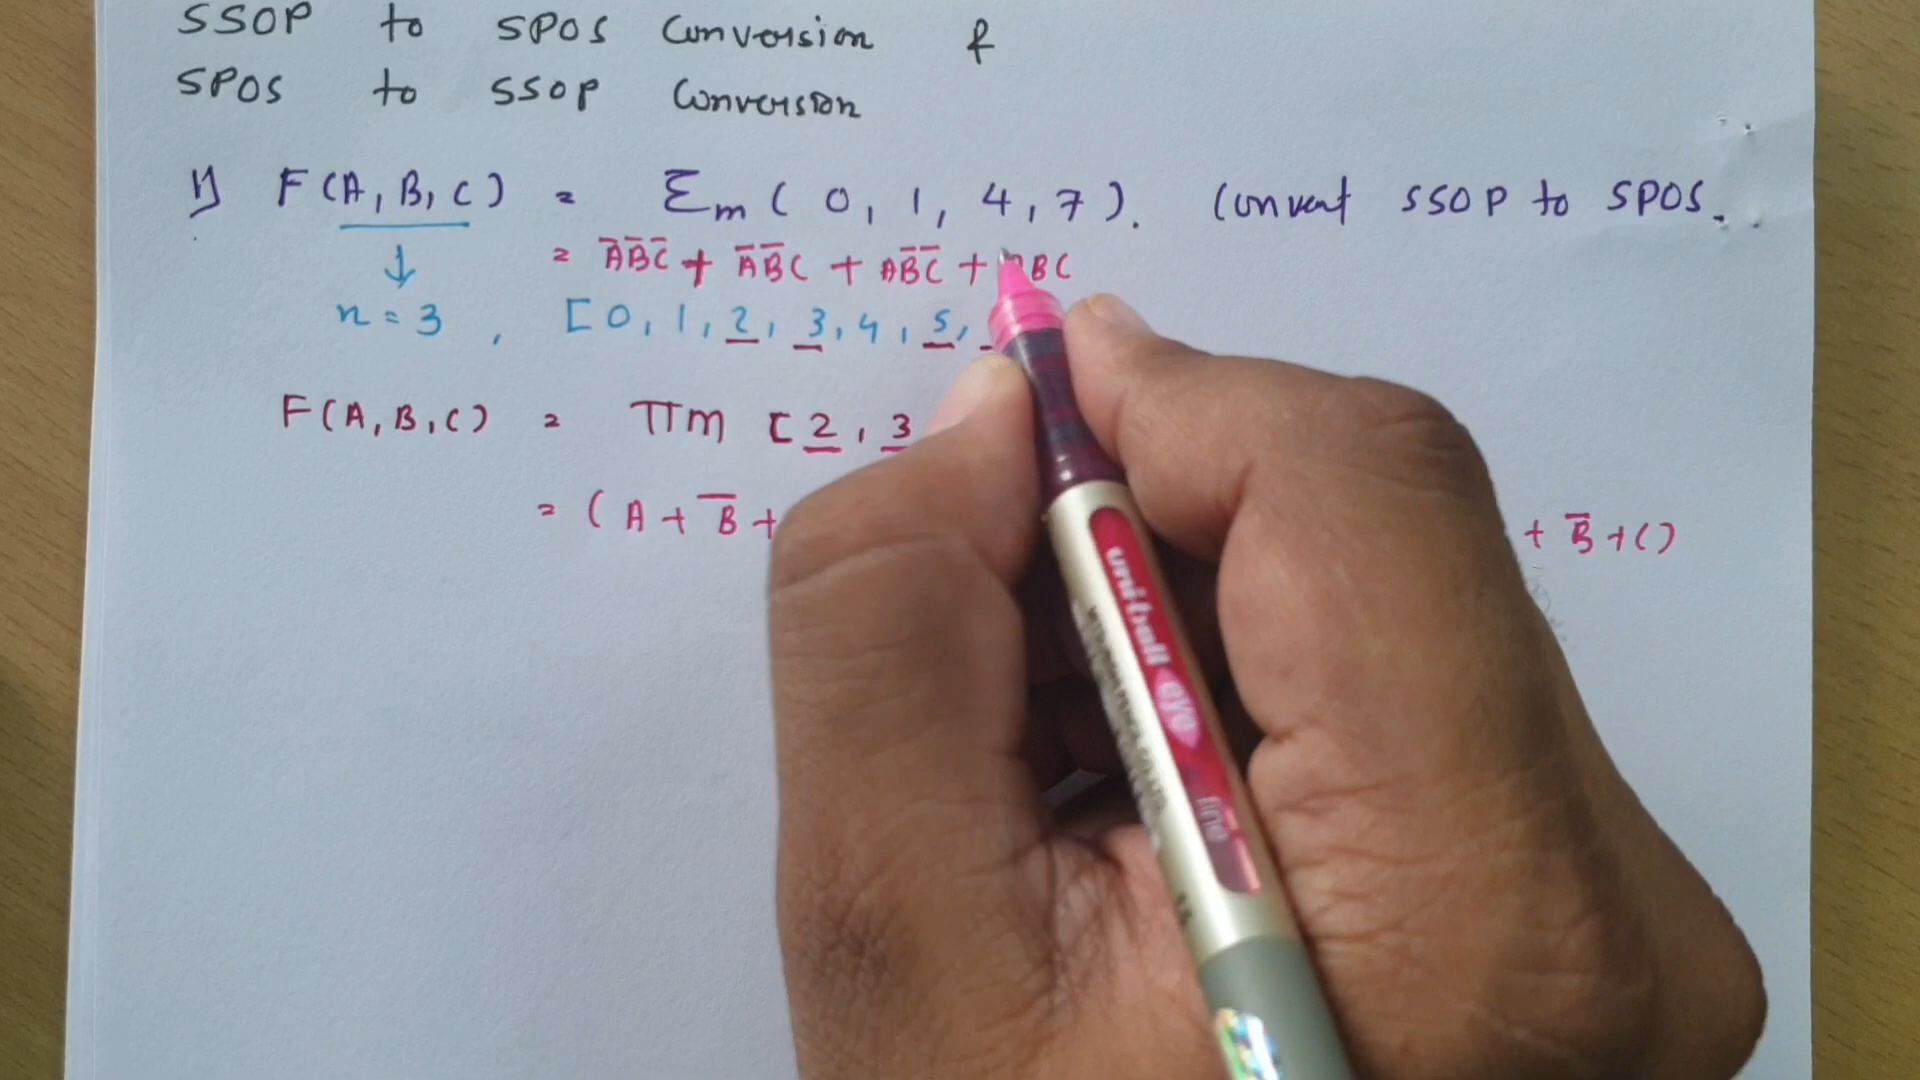 SSOP to SPOS Conversion &
SPOS to SSOP Conversion
1) F(A, B, C) = Σm ( 0, 1, 4, 7 ). Convert SSOP to SPOS.
= A̅B̅C̅ + A̅B̅C + AB̅C̅ + BC
↓
n = 3 , [ 0, 1, 2, 3, 4, 5,
F(A, B, C) = πm [ 2, 3
= ( A + B̅ + + B̅ + C)
uniball eye
fine